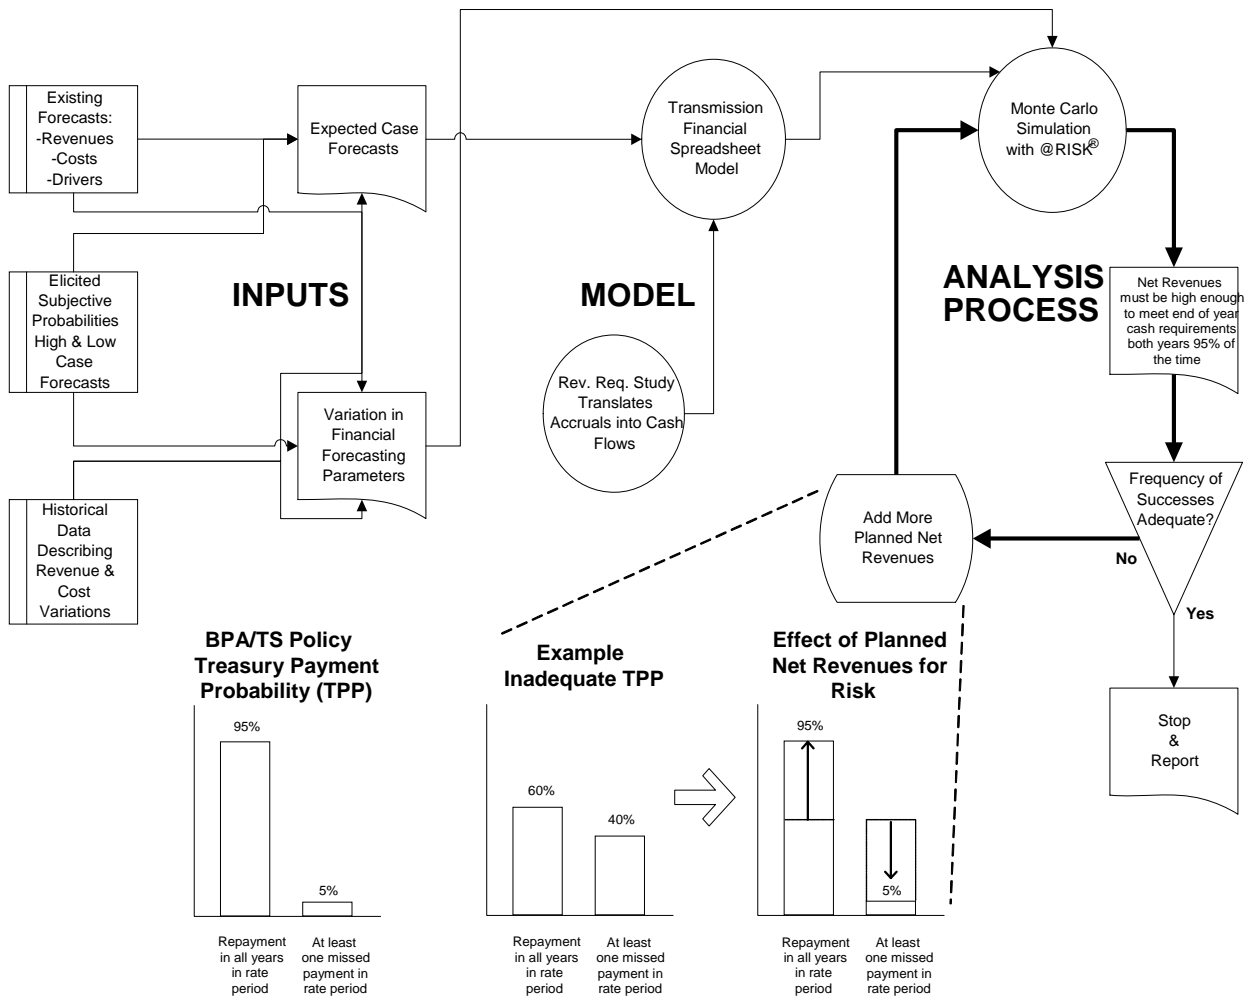 Existing
Forecasts:
-Revenues
-Costs
-Drivers
Expected Case
Forecasts
Transmission
Financial
Spreadsheet
Model
Monte Carlo
Simulation
with @RISK®
Elicited
Subjective
Probabilities
High & Low
Case
Forecasts
INPUTS
MODEL
ANALYSIS
PROCESS
Net Revenues
must be high enough
to meet end of year
cash requirements
both years 95% of
the time
Variation in
Financial
Forecasting
Parameters
Rev. Req. Study
Translates
Accruals into Cash
Flows
Historical
Data
Describing
Revenue &
Cost
Variations
Add More
Planned Net
Revenues
Frequency of
Successes
Adequate?
No
Yes
Stop
&
Report
BPA/TS Policy
Treasury Payment
Probability (TPP)
95%
5%
Repayment
in all years
in rate
period
At least
one missed
payment in
rate period
Example
Inadequate TPP
60%
40%
Repayment
in all years
in rate
period
At least
one missed
payment in
rate period
Effect of Planned
Net Revenues for
Risk
95%
5%
Repayment
in all years
in rate
period
At least
one missed
payment in
rate period